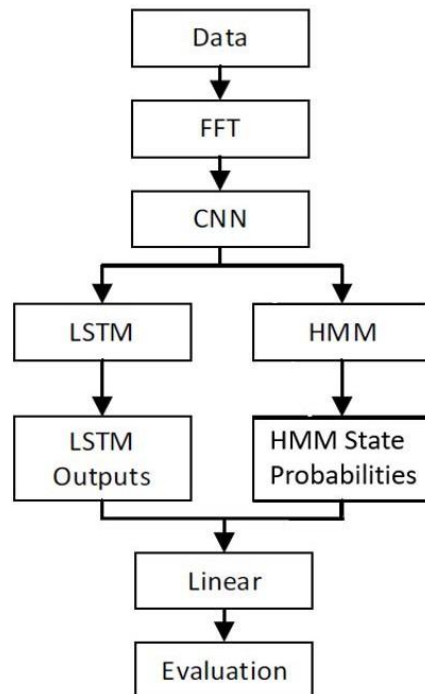 Data
FFT
CNN
LSTM
HMM
LSTM
Outputs
HMM State
Probabilities
Linear
Evaluation